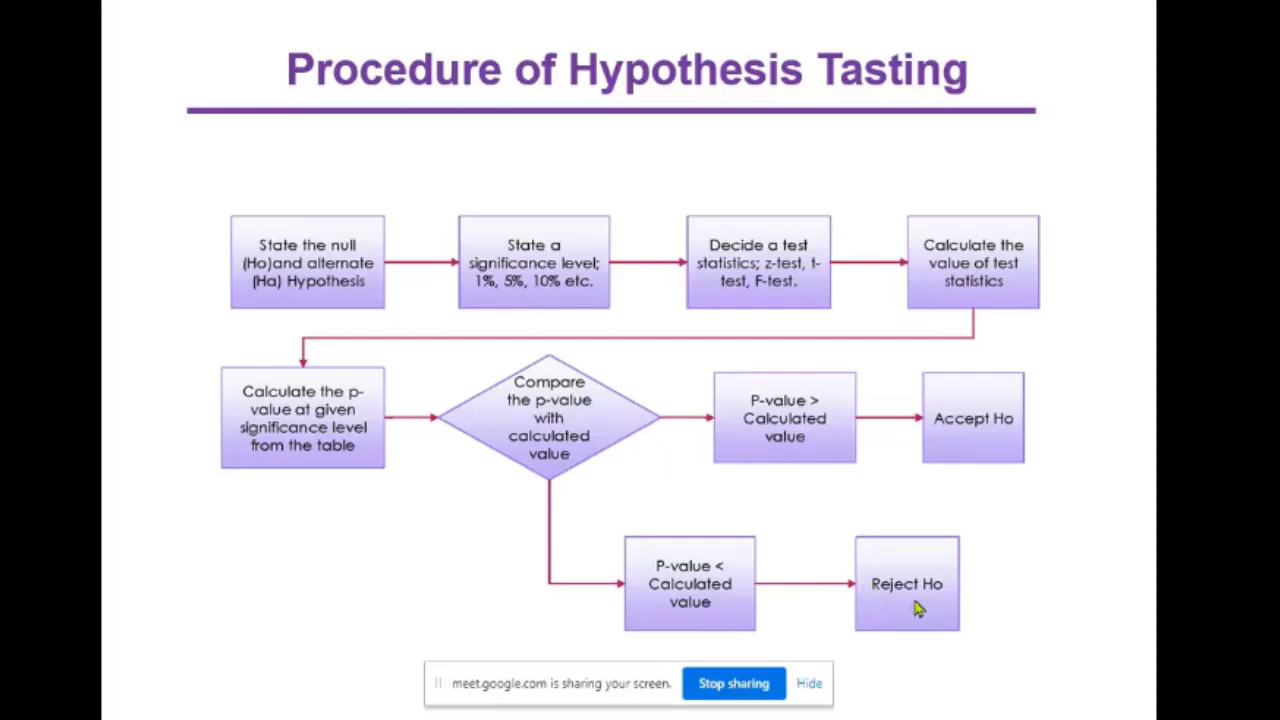 Procedure of Hypothesis Tasting
State the null
(Ho)and alternate
(Ha) Hypothesis
State a
significance level;
1%, 5%, 10% etc.
Decide a test
statistics; z-test, t-
test, F-test.
Calculate the
value of test
statistics
Calculate the p-
value at given
significance level
from the table
Compare
the p-value
with
calculated
value
P-value >
Calculated
value
Accept Ho
P-value <
Calculated
value
Reject Ho
meet.google.com is sharing your screen.
Stop sharing
Hide